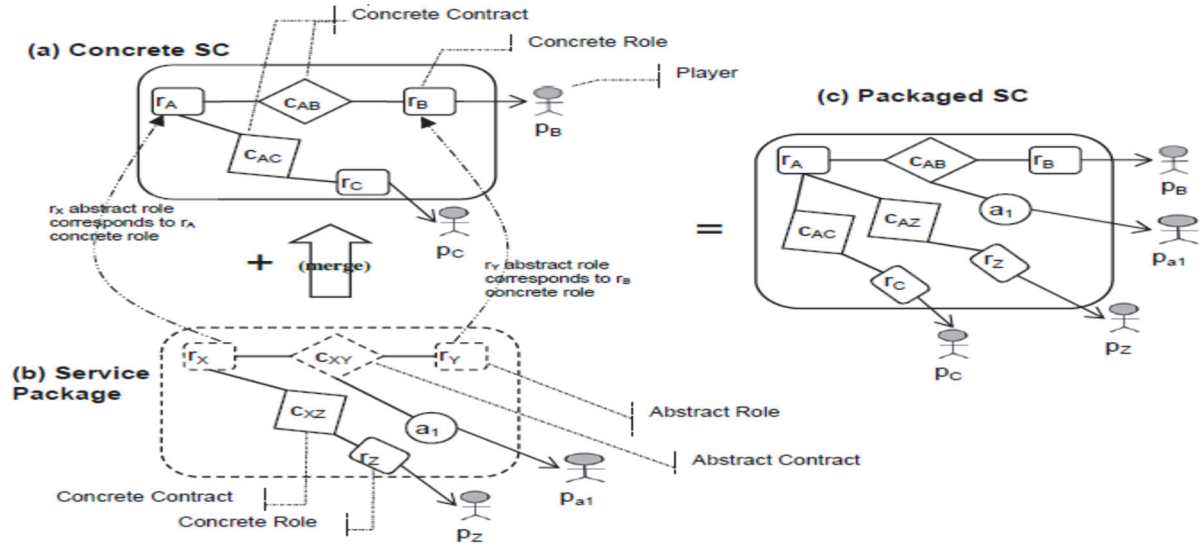 Concrete Contract
(a) Concrete SC
Concrete Role
Player
(c) Packaged SC
rA
cAB
rB
pB
cAC
rC
pC
rX abstract role
corresponds to rA
concrete role
+
(merge)
rY abstract role
corresponds to rB
concrete role
=
rA
cAB
rB
pB
a1
pa1
cAC
cAZ
rZ
rC
pZ
pC
(b) Service
Package
rX
cXY
rY
cXZ
a1
rZ
Abstract Role
Abstract Contract
Concrete Contract
Concrete Role
pa1
pZ